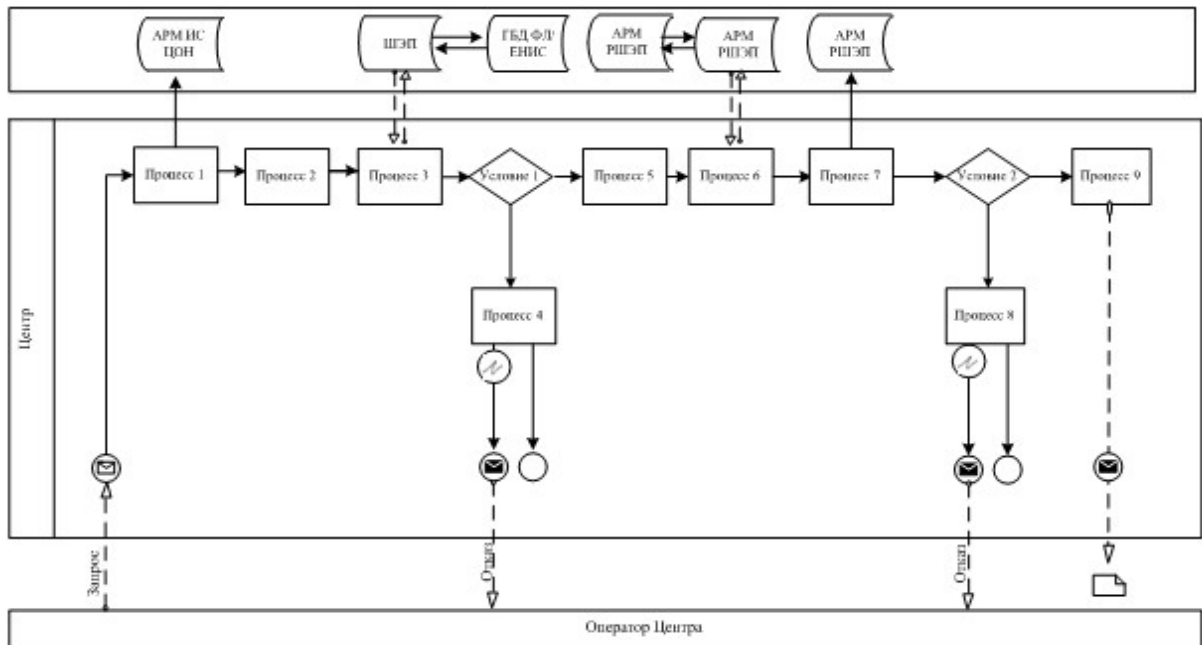 АРМ ИС
ЦОН
ШЭП
ГБД ФЛ/
ЕНИС
АРМ
РШЭП
АРМ
РШЭП
АРМ
РШЭП
Процесс 1
Процесс 2
Процесс 3
Условие 1
Процесс 5
Процесс 6
Процесс 7
Условие 2
Процесс 9
Процесс 4
Процесс 8
Центр
Запрос
Отказ
Отказ
Оператор Центра